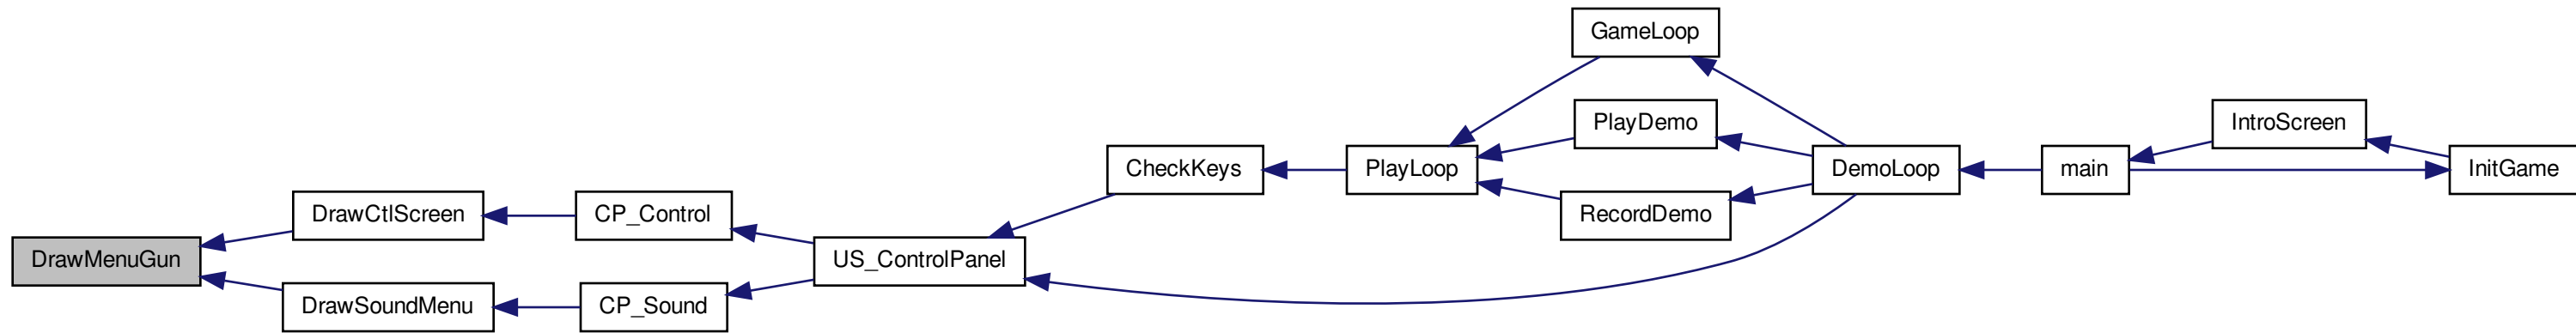 GameLoop
PlayDemo
IntroScreen
CheckKeys
PlayLoop
DemoLoop
main
InitGame
DrawCtlScreen
CP_Control
RecordDemo
DrawMenuGun
US_ControlPanel
DrawSoundMenu
CP_Sound